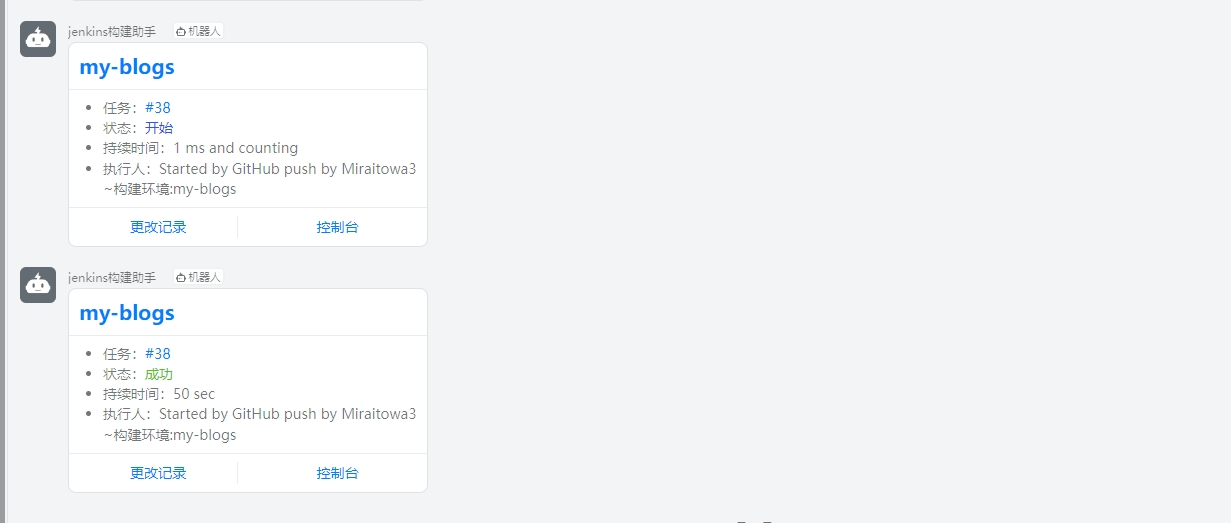 jenkins构建助手 机器人
my-blogs
任务：#38
状态：开始
持续时间：1 ms and counting
执行人：Started by GitHub push by Miraitowa3
~构建环境:my-blogs
更改记录 控制台
jenkins构建助手 机器人
my-blogs
任务：#38
状态：成功
持续时间：50 sec
执行人：Started by GitHub push by Miraitowa3
~构建环境:my-blogs
更改记录 控制台